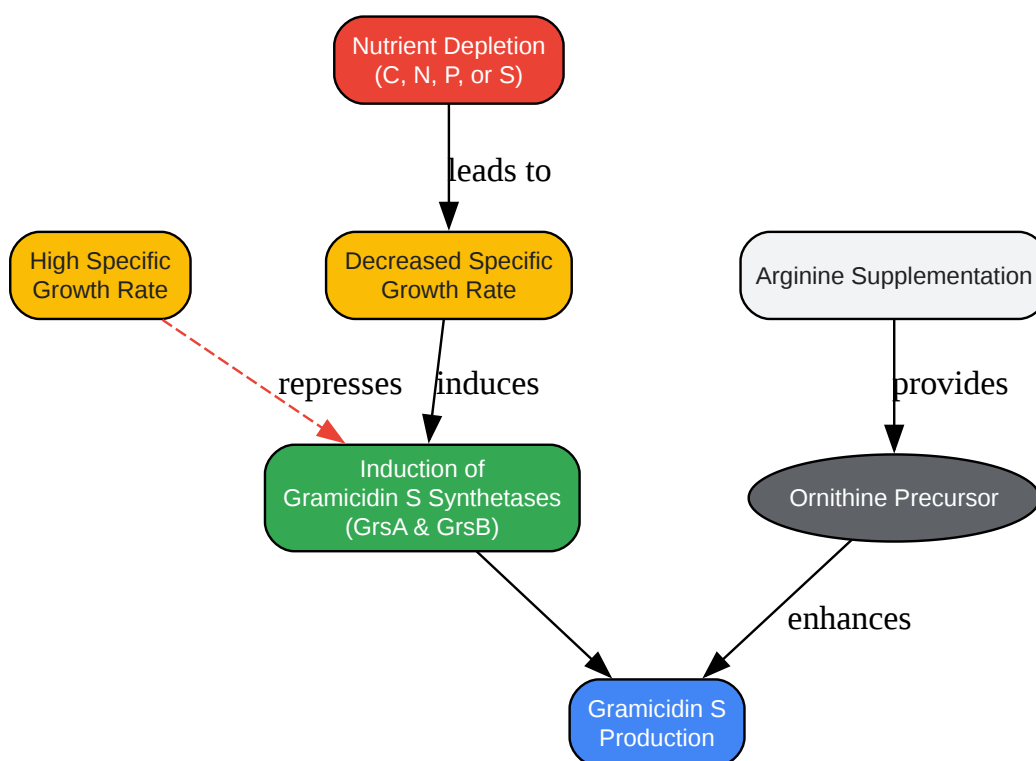 Nutrient Depletion
(C, N, P, or S)
leads to
High Specific
Growth Rate
Decreased Specific
Growth Rate
Arginine Supplementation
represses
induces
provides
Induction of
Gramicidin S Synthetases
(GrsA & GrsB)
Ornithine Precursor
enhances
Gramicidin S
Production